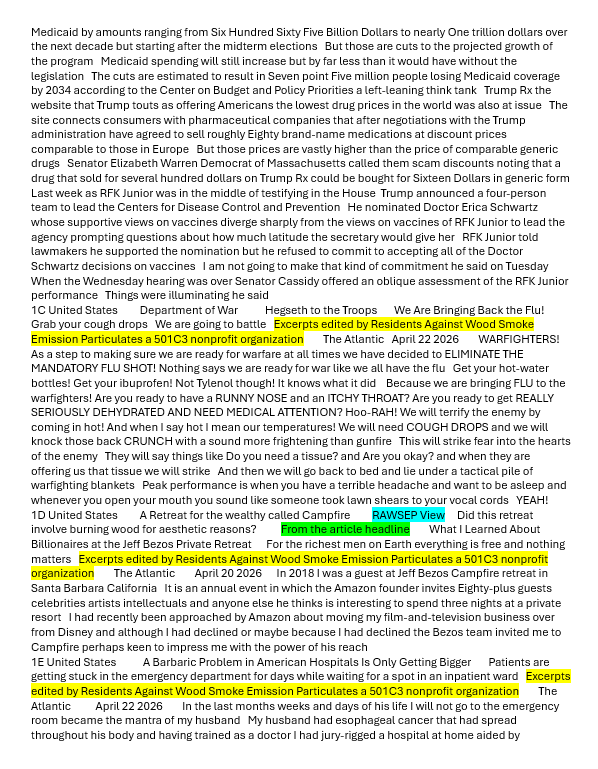 Medicaid by amounts ranging from Six Hundred Sixty Five Billion Dollars to nearly One trillion dollars over
the next decade but starting after the midterm elections But those are cuts to the projected growth of
the program Medicaid spending will still increase but by far less than it would have without the
legislation The cuts are estimated to result in Seven point Five million people losing Medicaid coverage
by 2034 according to the Center on Budget and Policy Priorities a left-leaning think tank Trump Rx the
website that Trump touts as offering Americans the lowest drug prices in the world was also at issue The
site connects consumers with pharmaceutical companies that after negotiations with the Trump
administration have agreed to sell roughly Eighty brand-name medications at discount prices
comparable to those in Europe But those prices are vastly higher than the price of comparable generic
drugs Senator Elizabeth Warren Democrat of Massachusetts called them scam discounts noting that a
drug that sold for several hundred dollars on Trump Rx could be bought for Sixteen Dollars in generic form
Last week as RFK Junior was in the middle of testifying in the House Trump announced a four-person
team to lead the Centers for Disease Control and Prevention He nominated Doctor Erica Schwartz
whose supportive views on vaccines diverge sharply from the views on vaccines of RFK Junior to lead the
agency prompting questions about how much latitude the secretary would give her RFK Junior told
lawmakers he supported the nomination but he refused to commit to accepting all of the Doctor
Schwartz decisions on vaccines I am not going to make that kind of commitment he said on Tuesday
When the Wednesday hearing was over Senator Cassidy offered an oblique assessment of the RFK Junior
performance Things were illuminating he said
1C United States Department of War Hegseth to the Troops We Are Bringing Back the Flu!
Grab your cough drops We are going to battle Excerpts edited by Residents Against Wood Smoke
Emission Particulates a 501C3 nonprofit organization The Atlantic April 22 2026 WARFIGHTERS!
As a step to making sure we are ready for warfare at all times we have decided to ELIMINATE THE
MANDATORY FLU SHOT! Nothing says we are ready for war like we all have the flu Get your hot-water
bottles! Get your ibuprofen! Not Tylenol though! It knows what it did Because we are bringing FLU to the
warfighters! Are you ready to have a RUNNY NOSE and an ITCHY THROAT? Are you ready to get REALLY
SERIOUSLY DEHYDRATED AND NEED MEDICAL ATTENTION? Hoo-RAH! We will terrify the enemy by
coming in hot! And when I say hot I mean our temperatures! We will need COUGH DROPS and we will
knock those back CRUNCH with a sound more frightening than gunfire This will strike fear into the hearts
of the enemy They will say things like Do you need a tissue? and Are you okay? and when they are
offering us that tissue we will strike And then we will go back to bed and lie under a tactical pile of
warfighting blankets Peak performance is when you have a terrible headache and want to be asleep and
whenever you open your mouth you sound like someone took lawn shears to your vocal cords YEAH!
1D United States A Retreat for the wealthy called Campfire RAWSEP View Did this retreat
involve burning wood for aesthetic reasons? From the article headline What I Learned About
Billionaires at the Jeff Bezos Private Retreat For the richest men on Earth everything is free and nothing
matters Excerpts edited by Residents Against Wood Smoke Emission Particulates a 501C3 nonprofit
organization The Atlantic April 20 2026 In 2018 I was a guest at Jeff Bezos Campfire retreat in
Santa Barbara California It is an annual event in which the Amazon founder invites Eighty-plus guests
celebrities artists intellectuals and anyone else he thinks is interesting to spend three nights at a private
resort I had recently been approached by Amazon about moving my film-and-television business over
from Disney and although I had declined or maybe because I had declined the Bezos team invited me to
Campfire perhaps keen to impress me with the power of his reach
1E United States A Barbaric Problem in American Hospitals Is Only Getting Bigger Patients are
getting stuck in the emergency department for days while waiting for a spot in an inpatient ward Excerpts
edited by Residents Against Wood Smoke Emission Particulates a 501C3 nonprofit organization The
Atlantic April 22 2026 In the last months weeks and days of his life I will not go to the emergency
room became the mantra of my husband My husband had esophageal cancer that had spread
throughout his body and having trained as a doctor I had jury-rigged a hospital at home aided by